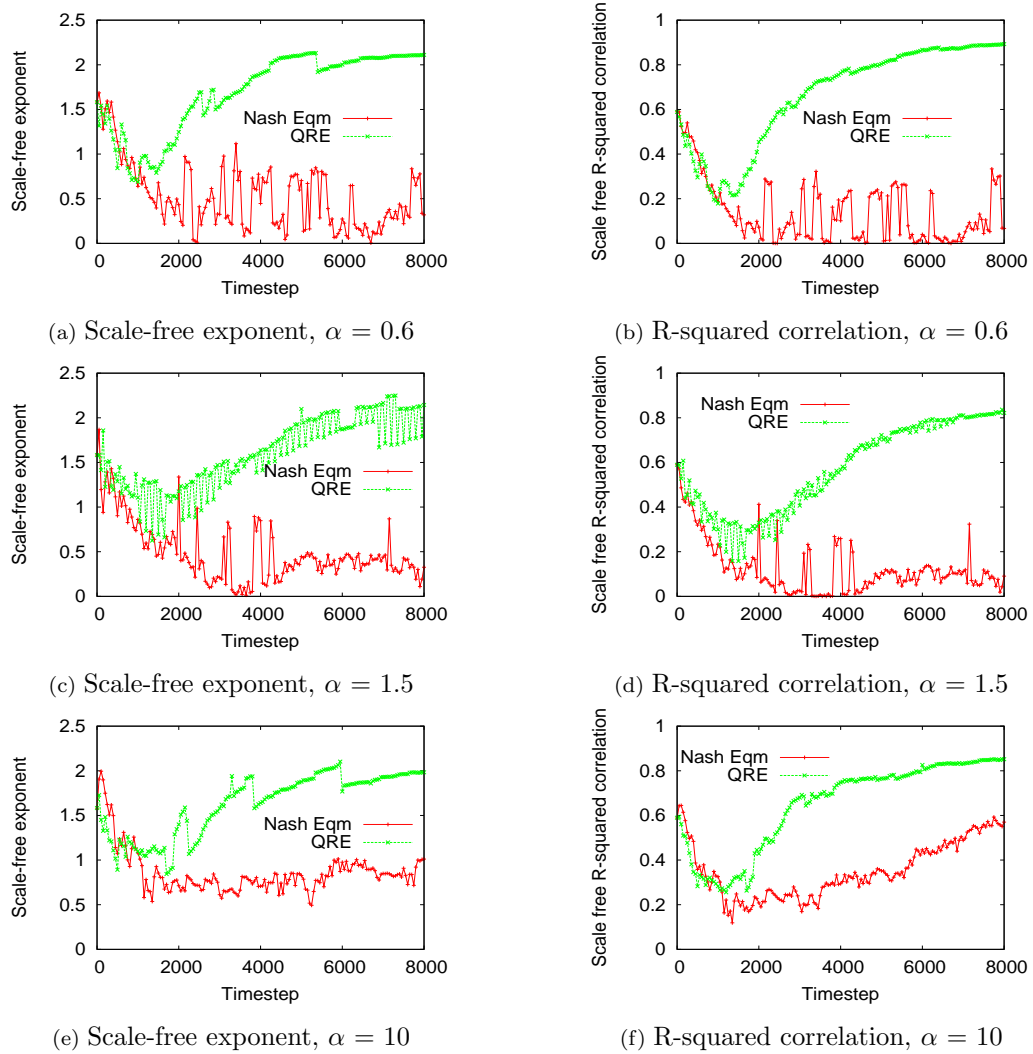 Scale-free exponent
2.5
2
1.5
1
0.5
0
0 2000 4000 6000 8000
Timestep
Nash Eqm
QRE
(a) Scale-free exponent, α = 0.6
Scale free R-squared correlation
1
0.8
0.6
0.4
0.2
0
0 2000 4000 6000 8000
Timestep
Nash Eqm
QRE
(b) R-squared correlation, α = 0.6
Scale-free exponent
2.5
2
1.5
1
0.5
0
0 2000 4000 6000 8000
Timestep
Nash Eqm
QRE
(c) Scale-free exponent, α = 1.5
Scale free R-squared correlation
1
0.8
0.6
0.4
0.2
0
0 2000 4000 6000 8000
Timestep
Nash Eqm
QRE
(d) R-squared correlation, α = 1.5
Scale-free exponent
2.5
2
1.5
1
0.5
0
0 2000 4000 6000 8000
Timestep
Nash Eqm
QRE
(e) Scale-free exponent, α = 10
Scale free R-squared correlation
1
0.8
0.6
0.4
0.2
0
0 2000 4000 6000 8000
Timestep
Nash Eqm
QRE
(f) R-squared correlation, α = 10